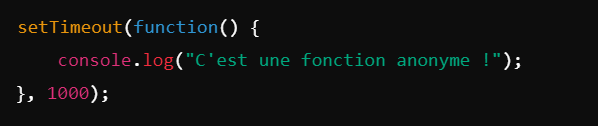 setTimeout(function() {
    console.log("C'est une fonction anonyme !");
}, 1000);